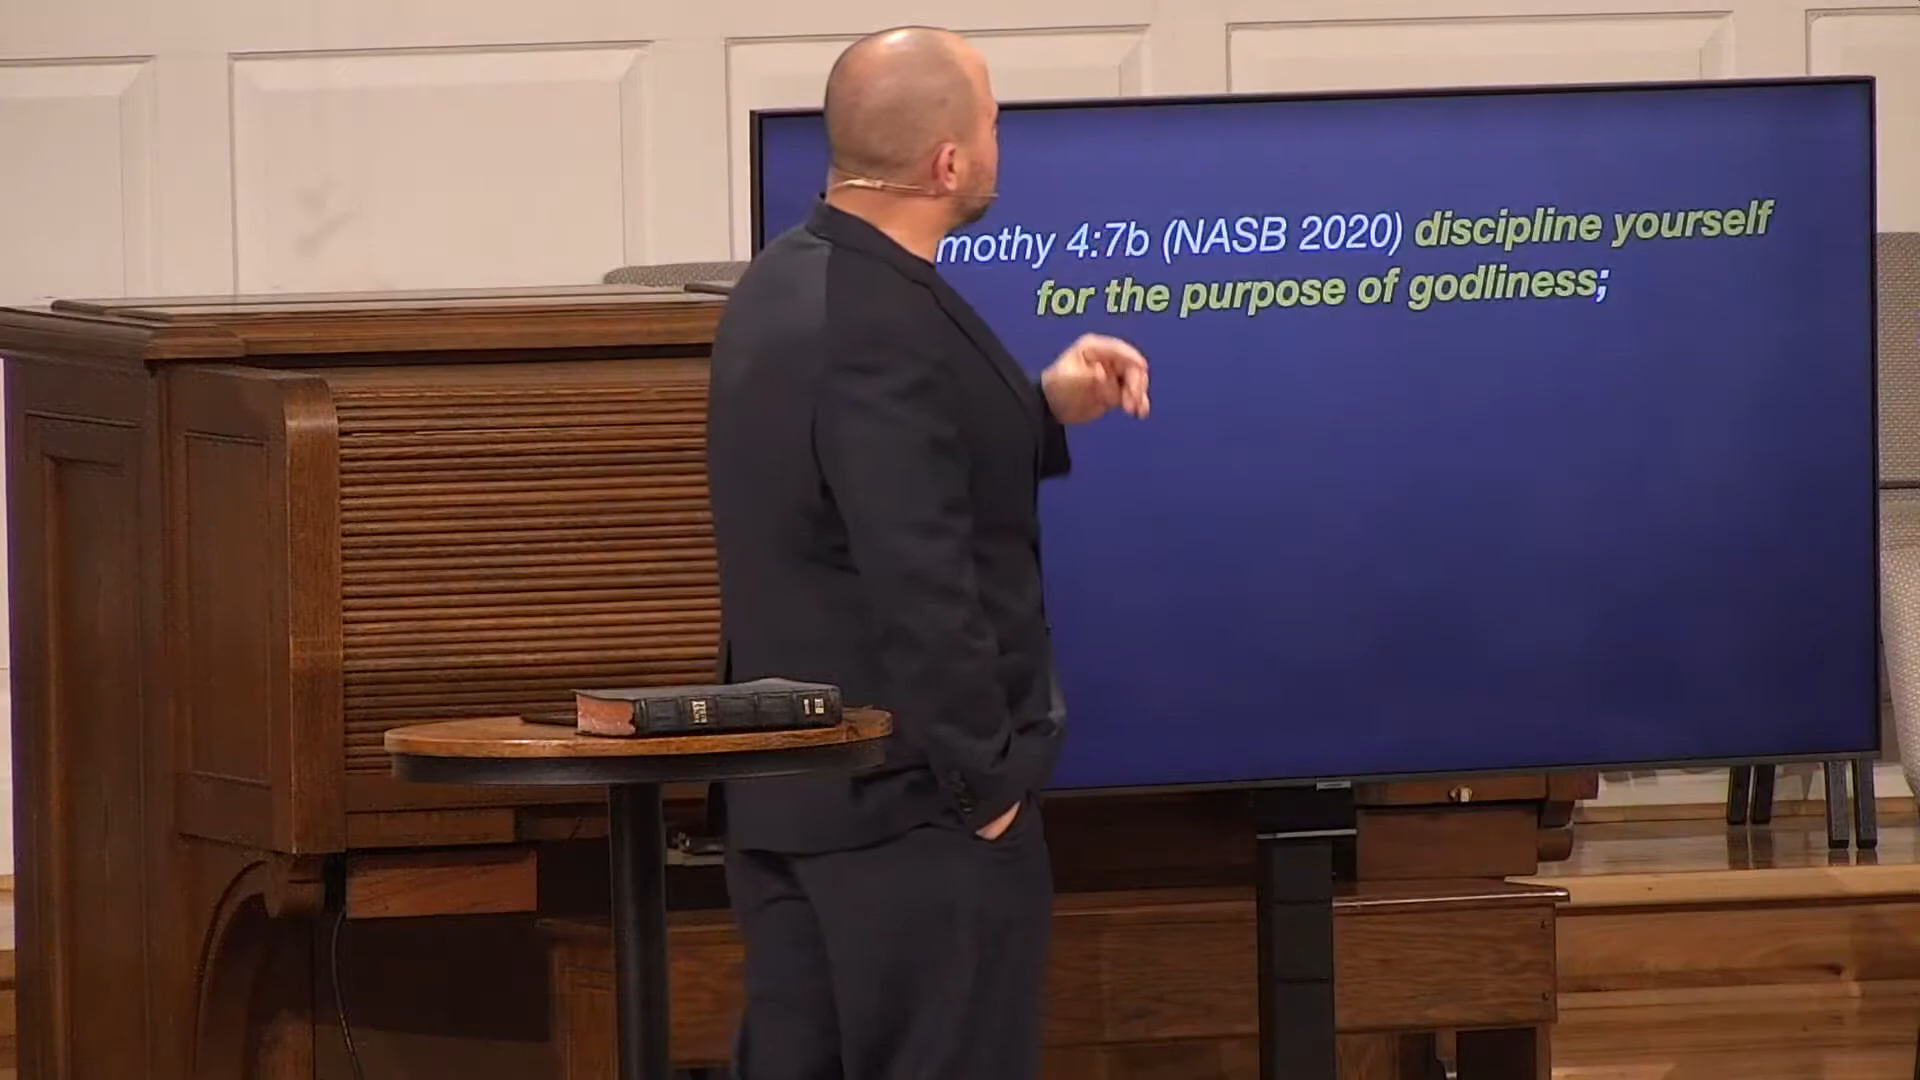 mothy 4:7b (NASB 2020) discipline yourself
for the purpose of godliness;